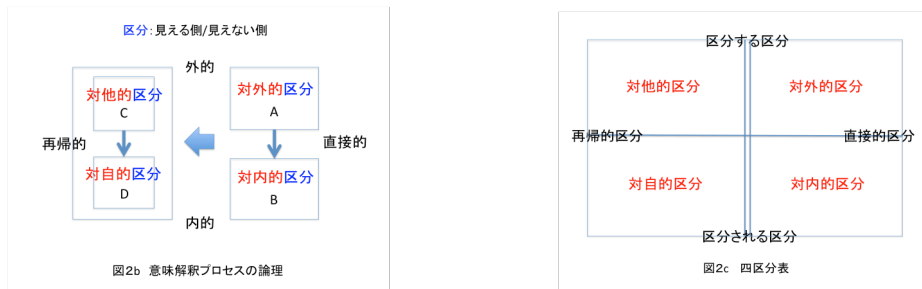 区分：見える側/見えない側
外的
対他的区分
C
対外的区分
A
再帰的
直接的
対自的区分
D
対内的区分
B
内的
図2b 意味解釈プロセスの論理
区分する区分
対他的区分
対外的区分
再帰的区分
直接的区分
対自的区分
対内的区分
区分される区分
図2c 四区分表